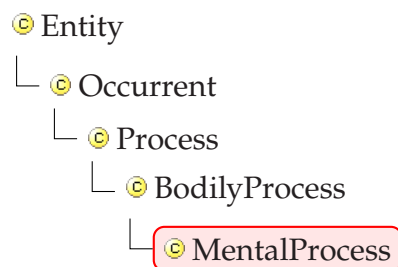 © Entity
© Occurrent
© Process
© BodilyProcess
© MentalProcess